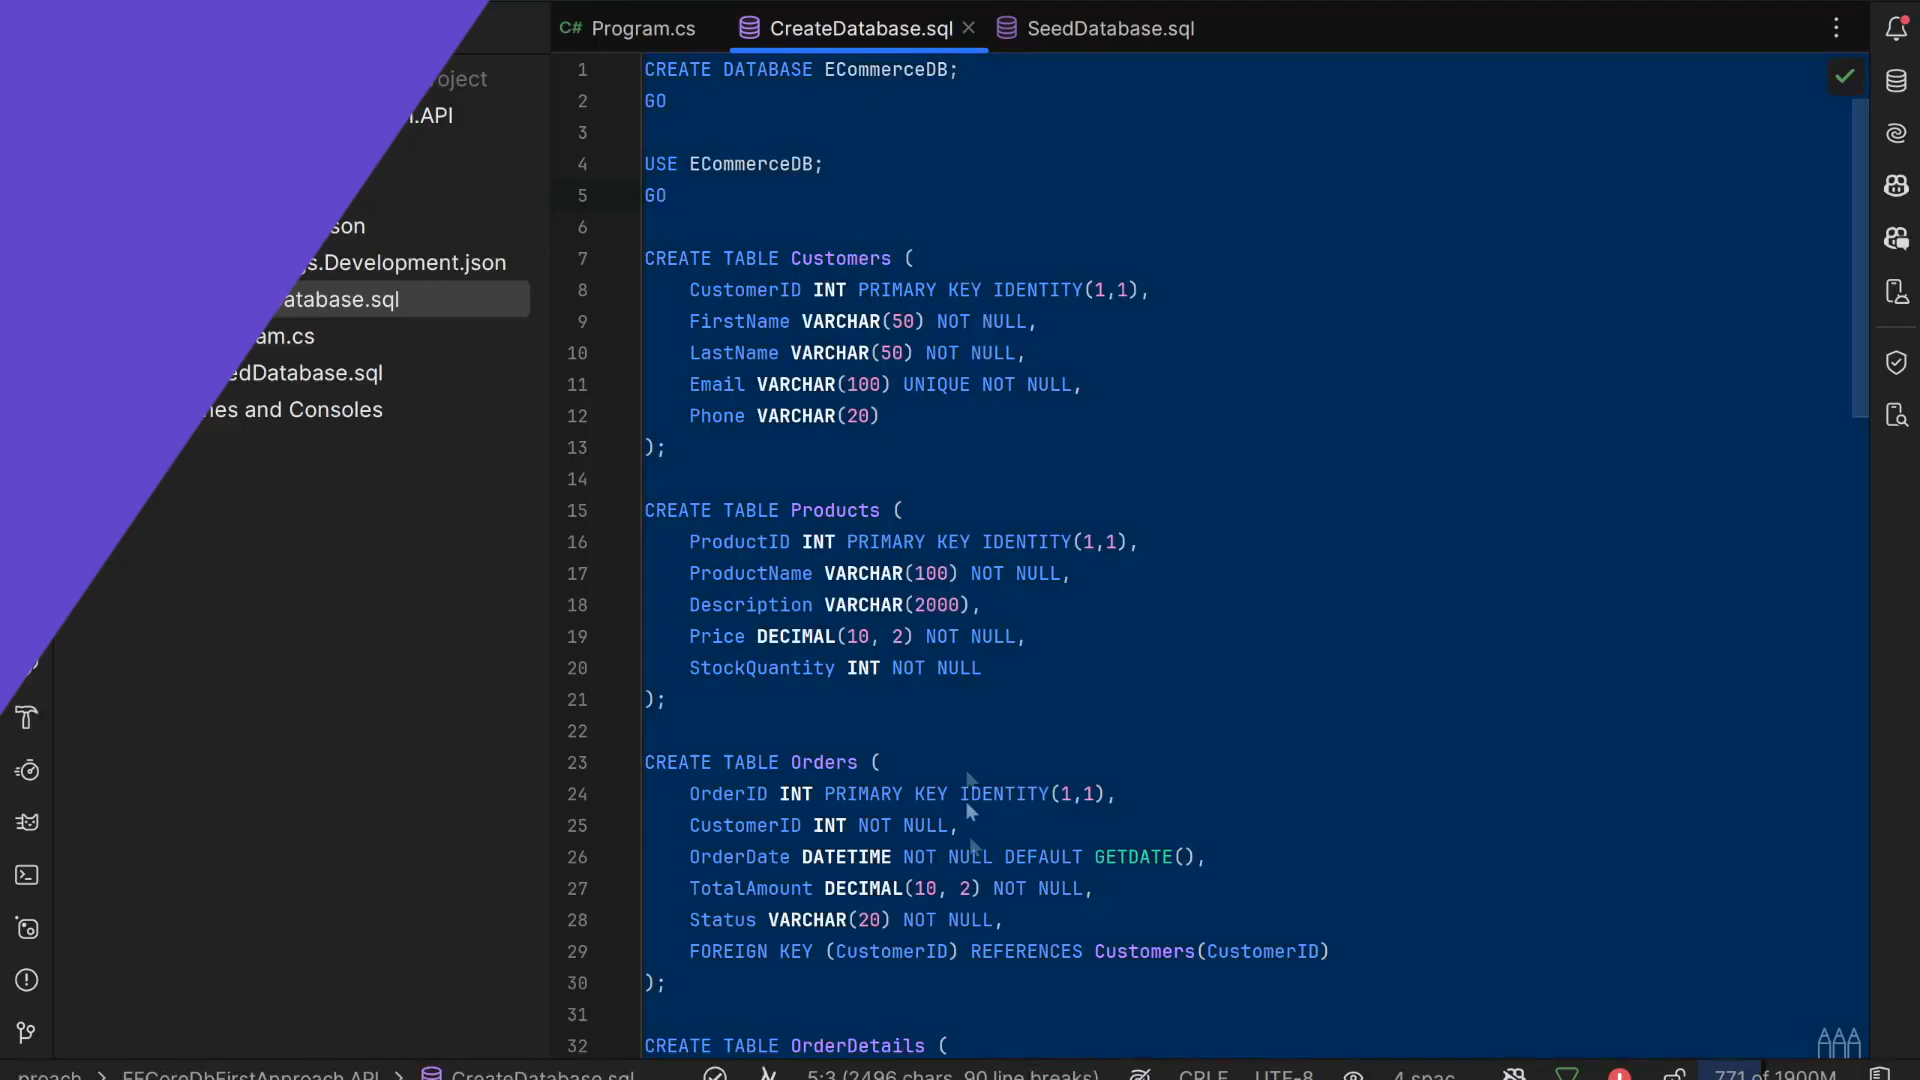 C# Program.cs
CreateDatabase.sql
SeedDatabase.sql
oject
.API
son
s.Development.json
atabase.sql
am.cs
edDatabase.sql
hes and Consoles
1 CREATE DATABASE ECommerceDB;
2 GO
3
4 USE ECommerceDB;
5 GO
6
7 CREATE TABLE Customers (
8 CustomerID INT PRIMARY KEY IDENTITY(1,1),
9 FirstName VARCHAR(50) NOT NULL,
10 LastName VARCHAR(50) NOT NULL,
11 Email VARCHAR(100) UNIQUE NOT NULL,
12 Phone VARCHAR(20)
13 );
14
15 CREATE TABLE Products (
16 ProductID INT PRIMARY KEY IDENTITY(1,1),
17 ProductName VARCHAR(100) NOT NULL,
18 Description VARCHAR(2000),
19 Price DECIMAL(10, 2) NOT NULL,
20 StockQuantity INT NOT NULL
21 );
22
23 CREATE TABLE Orders (
24 OrderID INT PRIMARY KEY IDENTITY(1,1),
25 CustomerID INT NOT NULL,
26 OrderDate DATETIME NOT NULL DEFAULT GETDATE(),
27 TotalAmount DECIMAL(10, 2) NOT NULL,
28 Status VARCHAR(20) NOT NULL,
29 FOREIGN KEY (CustomerID) REFERENCES Customers(CustomerID)
30 );
31
32 CREATE TABLE OrderDetails (
proach > EFCoreDbFirstApproach.API > CreateDatabase.sql 5:3 (2496 chars, 90 line breaks) CRLF UTF-8 4 spac 771 of 1900M